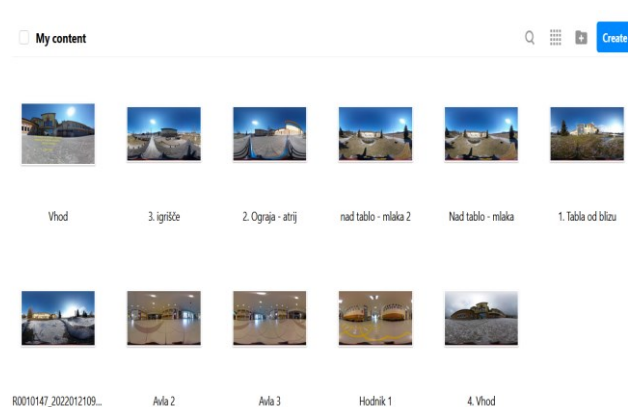 My content
Create
Vhod
3. igrišče
2. Ograja - atrij
nad tablo - mlaka 2
Nad tablo - mlaka
1. Tabla od blizu
R0010147_2022012109...
Avla 2
Avla 3
Hodnik 1
4. Vhod